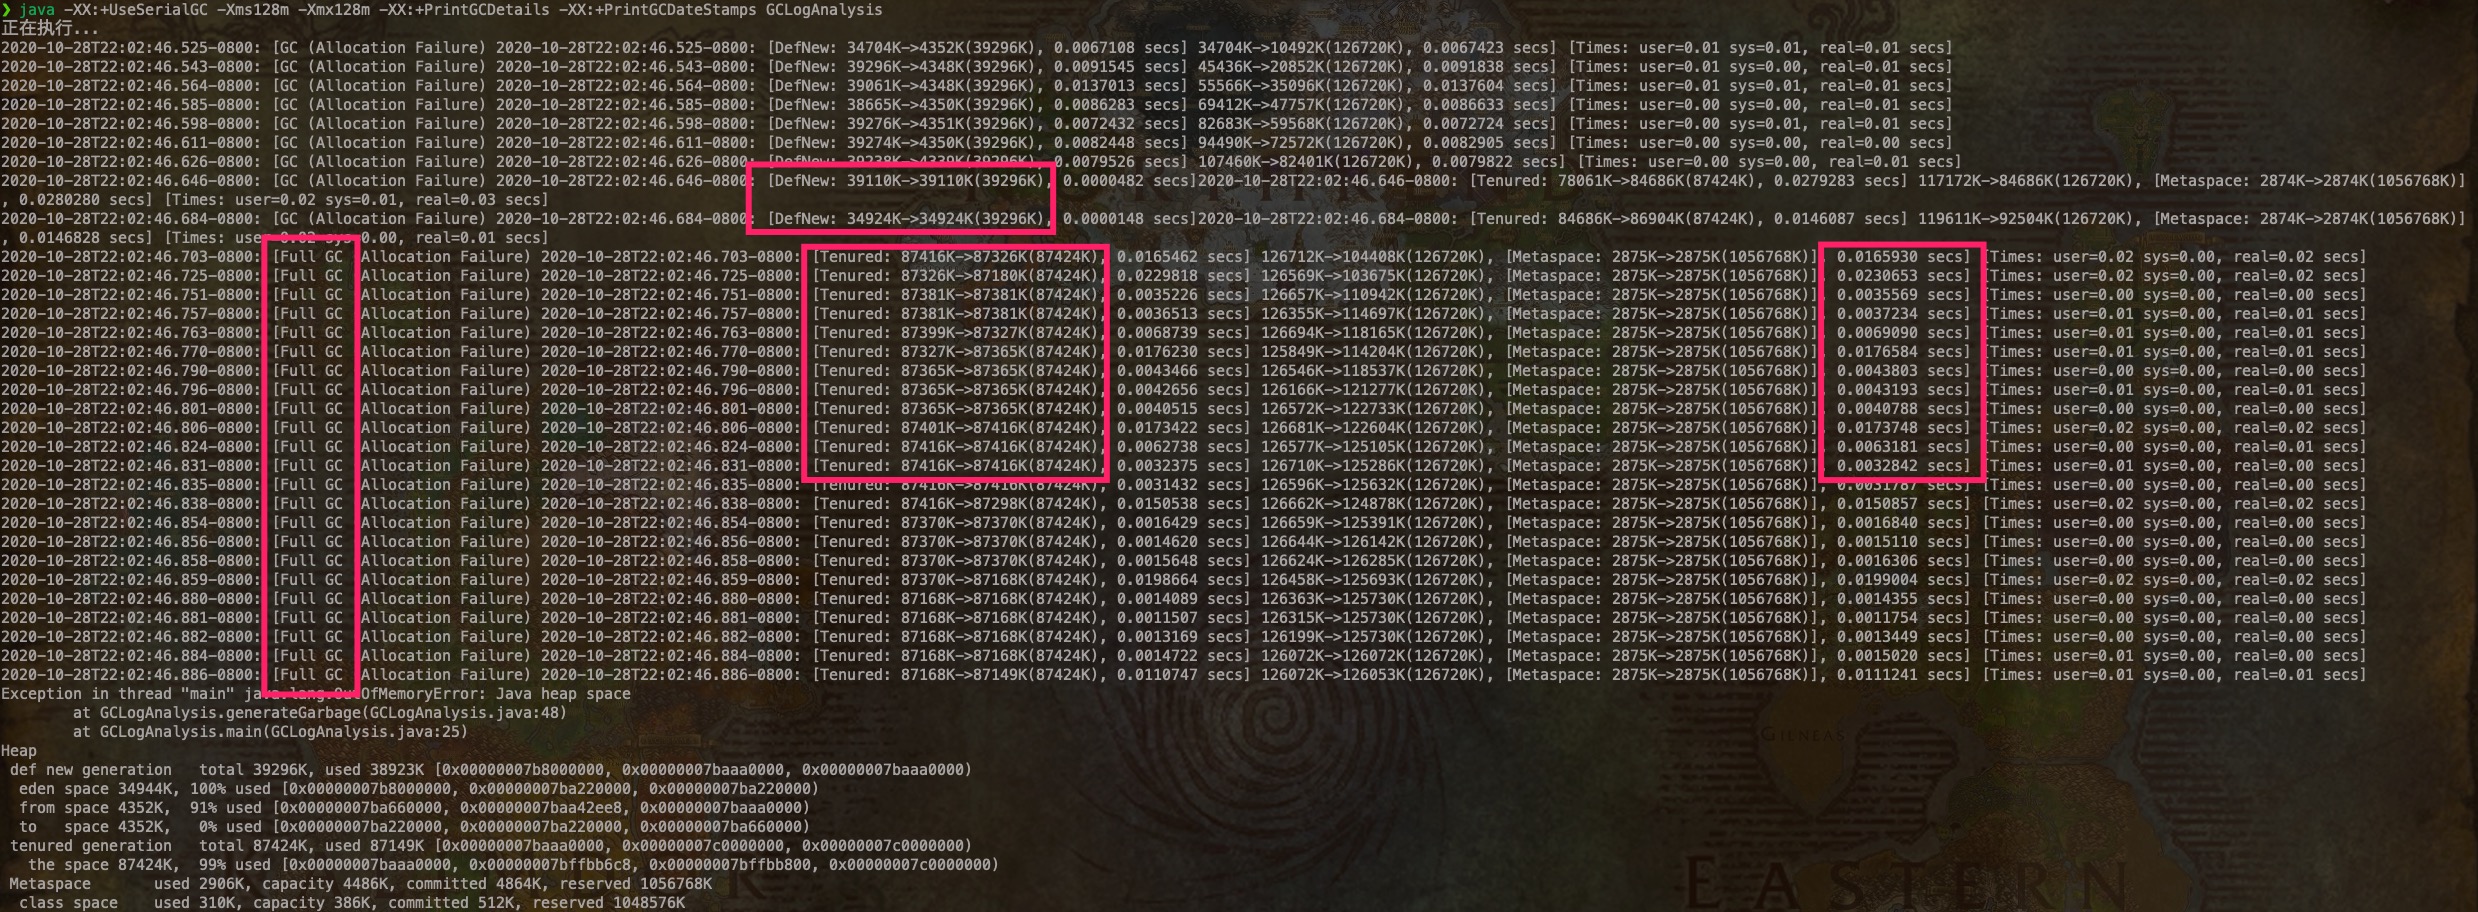 ❯ java -XX:+UseSerialGC -Xms128m -Xmx128m -XX:+PrintGCDetails -XX:+PrintGCDateStamps GCLogAnalysis
正在执行...
2020-10-28T22:02:46.525-0800: [GC (Allocation Failure) 2020-10-28T22:02:46.525-0800: [DefNew: 34704K->4352K(39296K), 0.0067108 secs] 34704K->10492K(126720K), 0.0067423 secs] [Times: user=0.01 sys=0.01, real=0.01 secs]
2020-10-28T22:02:46.543-0800: [GC (Allocation Failure) 2020-10-28T22:02:46.543-0800: [DefNew: 39296K->4348K(39296K), 0.0091545 secs] 45436K->20852K(126720K), 0.0091838 secs] [Times: user=0.01 sys=0.00, real=0.01 secs]
2020-10-28T22:02:46.564-0800: [GC (Allocation Failure) 2020-10-28T22:02:46.564-0800: [DefNew: 39061K->4348K(39296K), 0.0137013 secs] 55566K->35096K(126720K), 0.0137604 secs] [Times: user=0.01 sys=0.01, real=0.01 secs]
2020-10-28T22:02:46.585-0800: [GC (Allocation Failure) 2020-10-28T22:02:46.585-0800: [DefNew: 38665K->4350K(39296K), 0.0086283 secs] 69412K->47757K(126720K), 0.0086633 secs] [Times: user=0.00 sys=0.00, real=0.01 secs]
2020-10-28T22:02:46.598-0800: [GC (Allocation Failure) 2020-10-28T22:02:46.598-0800: [DefNew: 39276K->4351K(39296K), 0.0072432 secs] 82683K->59568K(126720K), 0.0072724 secs] [Times: user=0.00 sys=0.01, real=0.01 secs]
2020-10-28T22:02:46.611-0800: [GC (Allocation Failure) 2020-10-28T22:02:46.611-0800: [DefNew: 39274K->4350K(39296K), 0.0082448 secs] 94490K->72572K(126720K), 0.0082905 secs] [Times: user=0.00 sys=0.00, real=0.01 secs]
2020-10-28T22:02:46.626-0800: [GC (Allocation Failure) 2020-10-28T22:02:46.626-0800: [DefNew: 39238K->4339K(39296K), 0.0079526 secs] 107460K->82401K(126720K), 0.0079822 secs] [Times: user=0.00 sys=0.00, real=0.01 secs]
2020-10-28T22:02:46.646-0800: [GC (Allocation Failure) 2020-10-28T22:02:46.646-0800: [DefNew: 39110K->39110K(39296K), 0.0000482 secs]2020-10-28T22:02:46.646-0800: [Tenured: 78061K->84686K(87424K), 0.0279283 secs] 117172K->84686K(126720K), [Metaspace: 2874K->2874K(1056768K)]
, 0.0280280 secs] [Times: user=0.02 sys=0.01, real=0.03 secs]
2020-10-28T22:02:46.684-0800: [GC (Allocation Failure) 2020-10-28T22:02:46.684-0800: [DefNew: 34924K->34924K(39296K), 0.0000148 secs]2020-10-28T22:02:46.684-0800: [Tenured: 84686K->86904K(87424K), 0.0146087 secs] 119611K->92504K(126720K), [Metaspace: 2874K->2874K(1056768K)]
, 0.0146828 secs] [Times: user=0.02 sys=0.00, real=0.01 secs]
2020-10-28T22:02:46.703-0800: [Full GC (Allocation Failure) 2020-10-28T22:02:46.703-0800: [Tenured: 87416K->87326K(87424K), 0.0165462 secs] 126712K->104408K(126720K), [Metaspace: 2875K->2875K(1056768K)], 0.0165930 secs] [Times: user=0.02 sys=0.00, real=0.02 secs]
2020-10-28T22:02:46.725-0800: [Full GC (Allocation Failure) 2020-10-28T22:02:46.725-0800: [Tenured: 87326K->87180K(87424K), 0.0229818 secs] 126569K->103675K(126720K), [Metaspace: 2875K->2875K(1056768K)], 0.0230653 secs] [Times: user=0.02 sys=0.00, real=0.02 secs]
2020-10-28T22:02:46.751-0800: [Full GC (Allocation Failure) 2020-10-28T22:02:46.751-0800: [Tenured: 87381K->87381K(87424K), 0.0035226 secs] 126657K->110942K(126720K), [Metaspace: 2875K->2875K(1056768K)], 0.0035569 secs] [Times: user=0.00 sys=0.00, real=0.00 secs]
2020-10-28T22:02:46.757-0800: [Full GC (Allocation Failure) 2020-10-28T22:02:46.757-0800: [Tenured: 87381K->87381K(87424K), 0.0036513 secs] 126355K->114697K(126720K), [Metaspace: 2875K->2875K(1056768K)], 0.0037234 secs] [Times: user=0.01 sys=0.00, real=0.01 secs]
2020-10-28T22:02:46.763-0800: [Full GC (Allocation Failure) 2020-10-28T22:02:46.763-0800: [Tenured: 87399K->87327K(87424K), 0.0068739 secs] 126694K->118165K(126720K), [Metaspace: 2875K->2875K(1056768K)], 0.0069090 secs] [Times: user=0.01 sys=0.00, real=0.01 secs]
2020-10-28T22:02:46.770-0800: [Full GC (Allocation Failure) 2020-10-28T22:02:46.770-0800: [Tenured: 87327K->87365K(87424K), 0.0176230 secs] 125849K->114204K(126720K), [Metaspace: 2875K->2875K(1056768K)], 0.0176584 secs] [Times: user=0.01 sys=0.00, real=0.01 secs]
2020-10-28T22:02:46.790-0800: [Full GC (Allocation Failure) 2020-10-28T22:02:46.790-0800: [Tenured: 87365K->87365K(87424K), 0.0043466 secs] 126546K->118537K(126720K), [Metaspace: 2875K->2875K(1056768K)], 0.0043803 secs] [Times: user=0.00 sys=0.00, real=0.00 secs]
2020-10-28T22:02:46.796-0800: [Full GC (Allocation Failure) 2020-10-28T22:02:46.796-0800: [Tenured: 87365K->87365K(87424K), 0.0042656 secs] 126166K->121277K(126720K), [Metaspace: 2875K->2875K(1056768K)], 0.0043193 secs] [Times: user=0.01 sys=0.00, real=0.01 secs]
2020-10-28T22:02:46.801-0800: [Full GC (Allocation Failure) 2020-10-28T22:02:46.801-0800: [Tenured: 87365K->87365K(87424K), 0.0040515 secs] 126572K->122733K(126720K), [Metaspace: 2875K->2875K(1056768K)], 0.0040788 secs] [Times: user=0.00 sys=0.00, real=0.00 secs]
2020-10-28T22:02:46.806-0800: [Full GC (Allocation Failure) 2020-10-28T22:02:46.806-0800: [Tenured: 87401K->87416K(87424K), 0.0173422 secs] 126681K->122604K(126720K), [Metaspace: 2875K->2875K(1056768K)], 0.0173748 secs] [Times: user=0.02 sys=0.00, real=0.02 secs]
2020-10-28T22:02:46.824-0800: [Full GC (Allocation Failure) 2020-10-28T22:02:46.824-0800: [Tenured: 87416K->87416K(87424K), 0.0062738 secs] 126577K->125105K(126720K), [Metaspace: 2875K->2875K(1056768K)], 0.0063181 secs] [Times: user=0.00 sys=0.00, real=0.01 secs]
2020-10-28T22:02:46.831-0800: [Full GC (Allocation Failure) 2020-10-28T22:02:46.831-0800: [Tenured: 87416K->87416K(87424K), 0.0032375 secs] 126710K->125286K(126720K), [Metaspace: 2875K->2875K(1056768K)], 0.0032842 secs] [Times: user=0.01 sys=0.00, real=0.00 secs]
2020-10-28T22:02:46.835-0800: [Full GC (Allocation Failure) 2020-10-28T22:02:46.835-0800: [Tenured: 87416K->87416K(87424K), 0.0031432 secs] 126596K->125632K(126720K), [Metaspace: 2875K->2875K(1056768K)], 0.0031787 secs] [Times: user=0.00 sys=0.00, real=0.00 secs]
2020-10-28T22:02:46.838-0800: [Full GC (Allocation Failure) 2020-10-28T22:02:46.838-0800: [Tenured: 87416K->87298K(87424K), 0.0150538 secs] 126662K->124878K(126720K), [Metaspace: 2875K->2875K(1056768K)], 0.0150857 secs] [Times: user=0.02 sys=0.00, real=0.02 secs]
2020-10-28T22:02:46.854-0800: [Full GC (Allocation Failure) 2020-10-28T22:02:46.854-0800: [Tenured: 87370K->87370K(87424K), 0.0016429 secs] 126659K->125391K(126720K), [Metaspace: 2875K->2875K(1056768K)], 0.0016840 secs] [Times: user=0.00 sys=0.00, real=0.00 secs]
2020-10-28T22:02:46.856-0800: [Full GC (Allocation Failure) 2020-10-28T22:02:46.856-0800: [Tenured: 87370K->87370K(87424K), 0.0014620 secs] 126644K->126142K(126720K), [Metaspace: 2875K->2875K(1056768K)], 0.0015110 secs] [Times: user=0.00 sys=0.00, real=0.00 secs]
2020-10-28T22:02:46.858-0800: [Full GC (Allocation Failure) 2020-10-28T22:02:46.858-0800: [Tenured: 87370K->87370K(87424K), 0.0015648 secs] 126624K->126285K(126720K), [Metaspace: 2875K->2875K(1056768K)], 0.0016306 secs] [Times: user=0.00 sys=0.00, real=0.00 secs]
2020-10-28T22:02:46.859-0800: [Full GC (Allocation Failure) 2020-10-28T22:02:46.859-0800: [Tenured: 87370K->87168K(87424K), 0.0198664 secs] 126458K->125693K(126720K), [Metaspace: 2875K->2875K(1056768K)], 0.0199004 secs] [Times: user=0.02 sys=0.00, real=0.02 secs]
2020-10-28T22:02:46.880-0800: [Full GC (Allocation Failure) 2020-10-28T22:02:46.880-0800: [Tenured: 87168K->87168K(87424K), 0.0014089 secs] 126363K->125730K(126720K), [Metaspace: 2875K->2875K(1056768K)], 0.0014355 secs] [Times: user=0.00 sys=0.00, real=0.00 secs]
2020-10-28T22:02:46.881-0800: [Full GC (Allocation Failure) 2020-10-28T22:02:46.881-0800: [Tenured: 87168K->87168K(87424K), 0.0011507 secs] 126315K->125730K(126720K), [Metaspace: 2875K->2875K(1056768K)], 0.0011754 secs] [Times: user=0.00 sys=0.00, real=0.00 secs]
2020-10-28T22:02:46.882-0800: [Full GC (Allocation Failure) 2020-10-28T22:02:46.882-0800: [Tenured: 87168K->87168K(87424K), 0.0013169 secs] 126199K->125730K(126720K), [Metaspace: 2875K->2875K(1056768K)], 0.0013449 secs] [Times: user=0.00 sys=0.00, real=0.00 secs]
2020-10-28T22:02:46.884-0800: [Full GC (Allocation Failure) 2020-10-28T22:02:46.884-0800: [Tenured: 87168K->87168K(87424K), 0.0014722 secs] 126072K->126072K(126720K), [Metaspace: 2875K->2875K(1056768K)], 0.0015020 secs] [Times: user=0.00 sys=0.00, real=0.00 secs]
2020-10-28T22:02:46.886-0800: [Full GC (Allocation Failure) 2020-10-28T22:02:46.886-0800: [Tenured: 87168K->87149K(87424K), 0.0110747 secs] 126072K->126053K(126720K), [Metaspace: 2875K->2875K(1056768K)], 0.0111241 secs] [Times: user=0.01 sys=0.00, real=0.01 secs]
Exception in thread "main" java.lang.OutOfMemoryError: Java heap space
at GCLogAnalysis.generateGarbage(GCLogAnalysis.java:48)
at GCLogAnalysis.main(GCLogAnalysis.java:25)
Heap
def new generation   total 39296K, used 38923K [0x00000007b8000000, 0x00000007baaa0000, 0x00000007baaa0000)
eden space 34944K, 100% used [0x00000007b8000000, 0x00000007ba220000, 0x00000007ba220000)
from space 4352K,  91% used [0x00000007ba660000, 0x00000007baa42ee8, 0x00000007baaa0000)
to   space 4352K,   0% used [0x00000007ba220000, 0x00000007ba220000, 0x00000007ba660000)
tenured generation   total 87424K, used 87149K [0x00000007baaa0000, 0x00000007c0000000, 0x00000007c0000000)
the space 87424K,  99% used [0x00000007baaa0000, 0x00000007bffbb6c8, 0x00000007bffbb800, 0x00000007c0000000)
Metaspace       used 2906K, capacity 4486K, committed 4864K, reserved 1056768K
class space    used 310K, capacity 386K, committed 512K, reserved 1048576K
GILNEAS
EASTERN